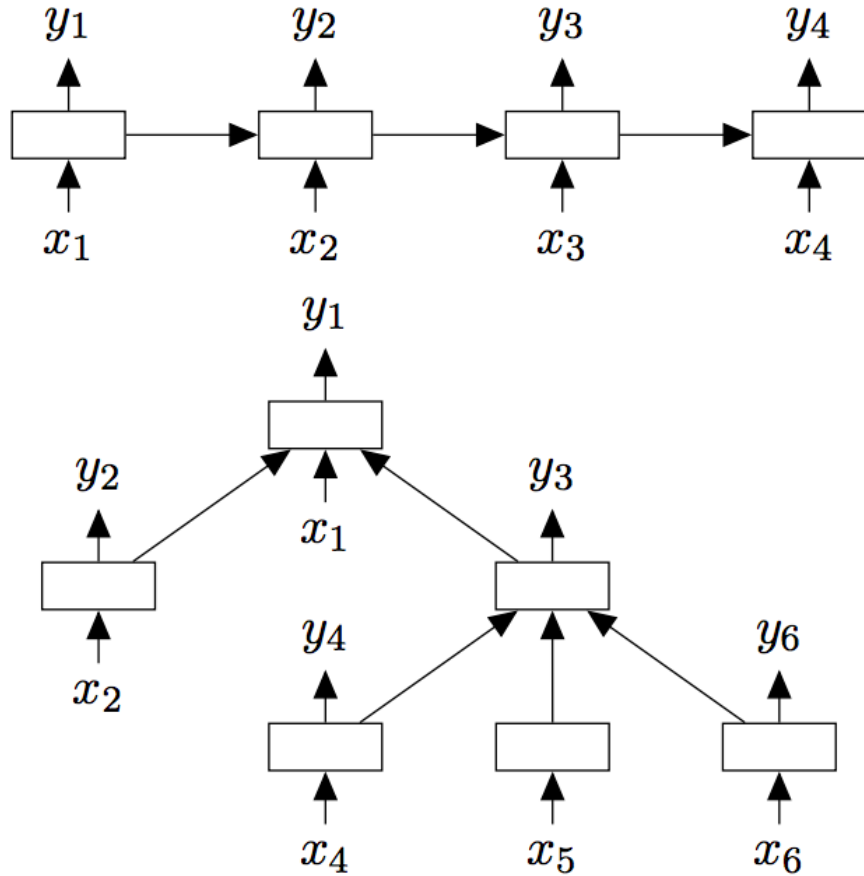 y₁ y₂ y₃ y₄
x₁ x₂ x₃ x₄
y₁
y₂ y₃
x₁
y₄ y₆
x₂
x₄ x₅ x₆